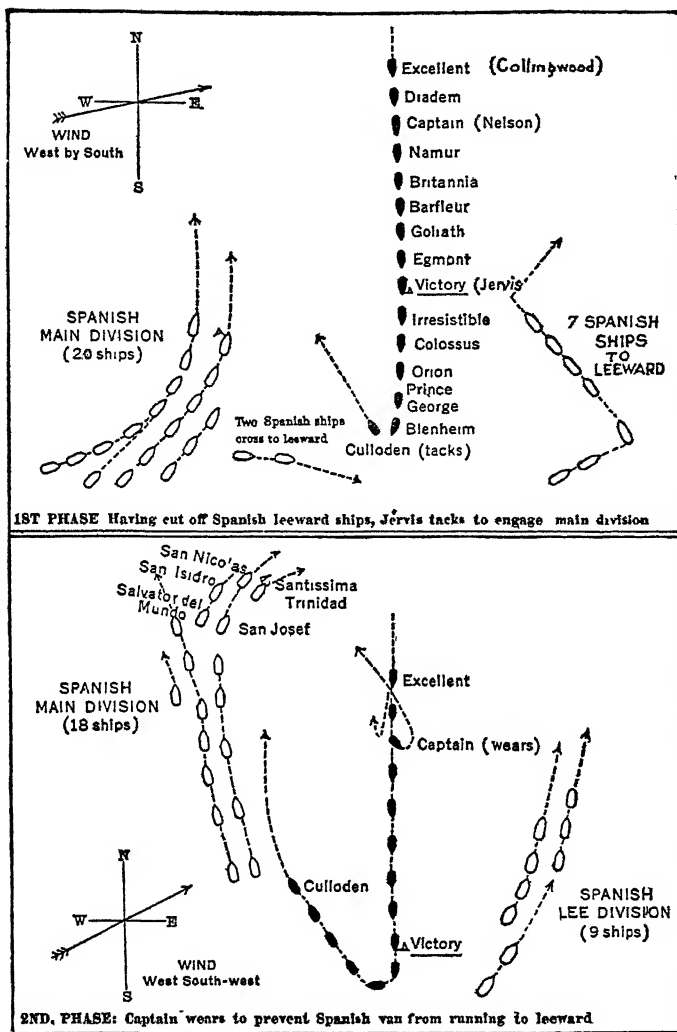 N
W E
S
WIND
West by South
Excellent (Collingwood)
Diadem
Captain (Nelson)
Namur
Britannia
Barfleur
Goliath
Egmont
Victory (Jervis
Irresistible
Colossus
Orion
Prince
George
Blenheim
Culloden (tacks)
SPANISH
MAIN DIVISION
(20 ships)
Two Spanish ships
cross to leeward
7 SPANISH
SHIPS
TO
LEEWARD
1ST PHASE Having cut off Spanish leeward ships, Jervis tacks to engage main division
San Nicolas
San Isidro
Salvator del
Mundo
Santissima
Trinidad
San Josef
SPANISH
MAIN DIVISION
(18 ships)
Excellent
Captain (wears)
Culloden
Victory
SPANISH
LEE DIVISION
(9 ships)
N
W E
S
WIND
West South-west
2ND. PHASE: Captain wears to prevent Spanish van from running to leeward